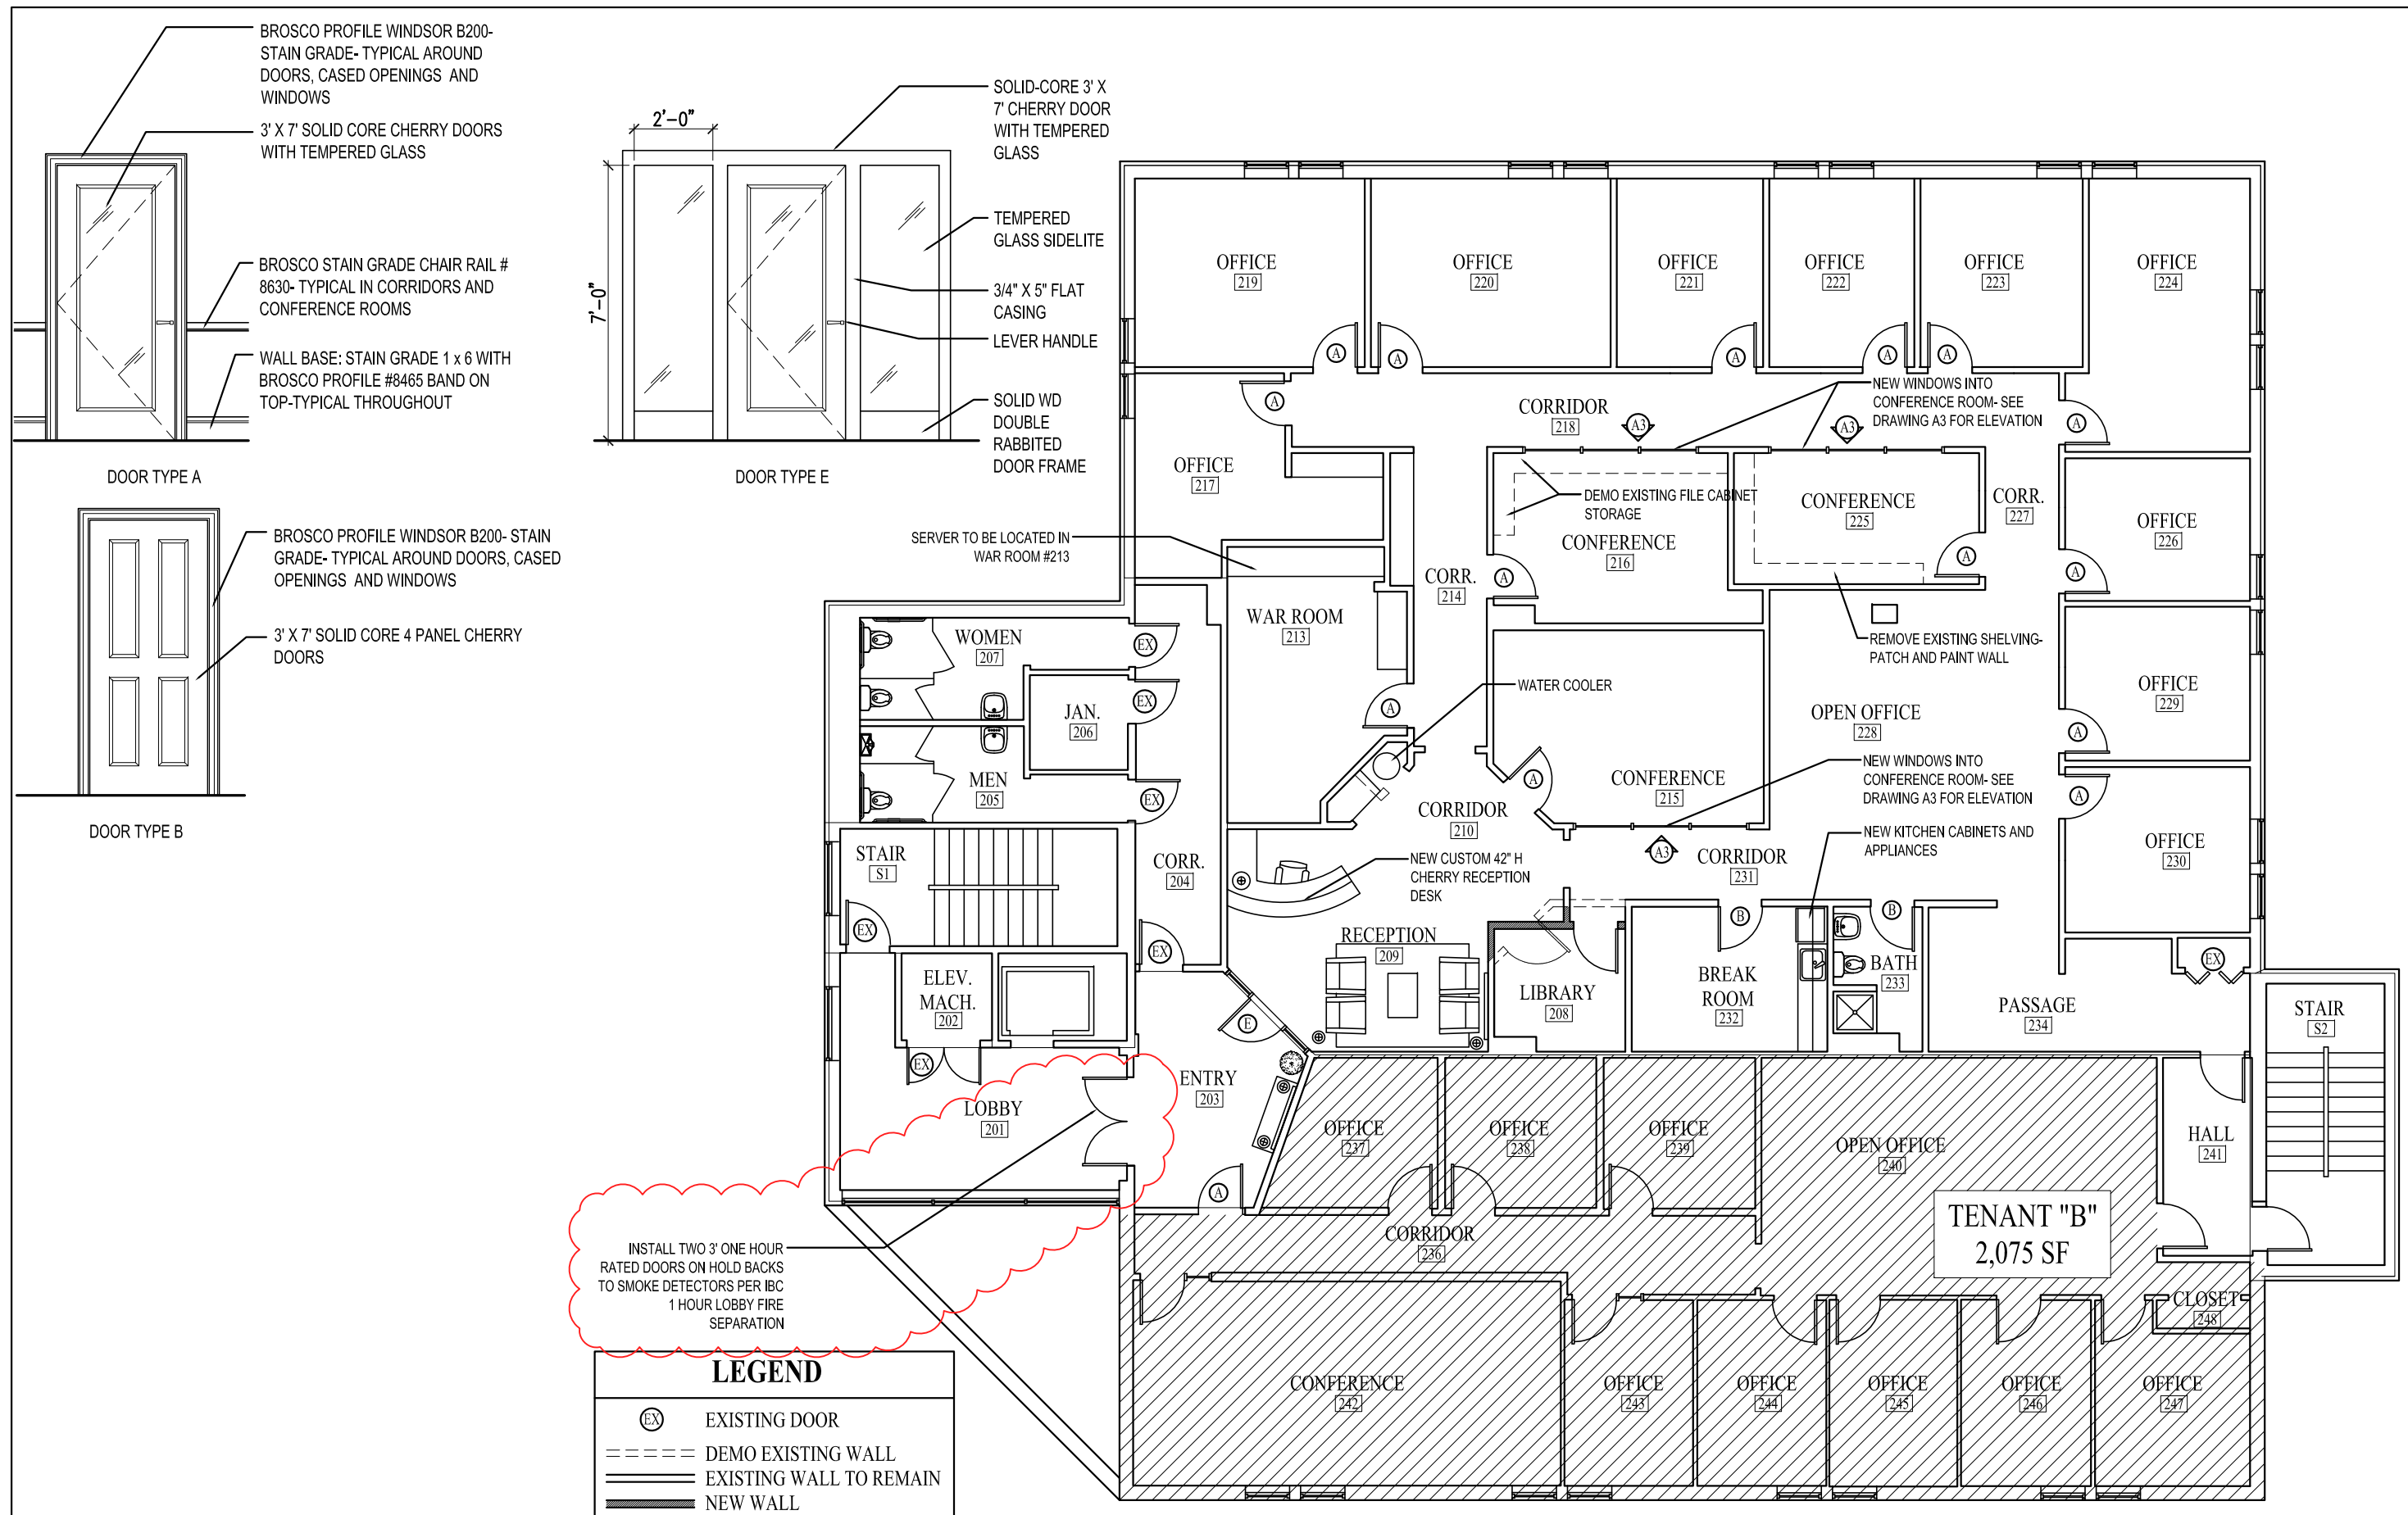 BROSCO PROFILE WINDSOR B200-
STAIN GRADE- TYPICAL AROUND
DOORS, CASED OPENINGS AND
WINDOWS
3' X 7' SOLID CORE CHERRY DOORS
WITH TEMPERED GLASS
BROSCO STAIN GRADE CHAIR RAIL #
8630- TYPICAL IN CORRIDORS AND
CONFERENCE ROOMS
WALL BASE: STAIN GRADE 1 x 6 WITH
BROSCO PROFILE #8465 BAND ON
TOP-TYPICAL THROUGHOUT
DOOR TYPE A
BROSCO PROFILE WINDSOR B200- STAIN
GRADE- TYPICAL AROUND DOORS, CASED
OPENINGS AND WINDOWS
3' X 7' SOLID CORE 4 PANEL CHERRY
DOORS
DOOR TYPE B
2'-0"
7'-0"
SOLID-CORE 3' X
7' CHERRY DOOR
WITH TEMPERED
GLASS
TEMPERED
GLASS SIDELITE
3/4" X 5" FLAT
CASING
LEVER HANDLE
SOLID WD
DOUBLE
RABBITED
DOOR FRAME
DOOR TYPE E
OFFICE
219
OFFICE
220
OFFICE
221
OFFICE
222
OFFICE
223
OFFICE
224
A
A
A
A
A
A
A
CORRIDOR
218
A3
A3
NEW WINDOWS INTO
CONFERENCE ROOM- SEE
DRAWING A3 FOR ELEVATION
OFFICE
217
DEMO EXISTING FILE CABINET
STORAGE
CONFERENCE
216
A
CONFERENCE
225
A
CORR.
227
OFFICE
226
A
SERVER TO BE LOCATED IN
WAR ROOM #213
CORR.
214
WAR ROOM
213
A
REMOVE EXISTING SHELVING-
PATCH AND PAINT WALL
WATER COOLER
WOMEN
207
EX
JAN.
206
EX
MEN
205
EX
OPEN OFFICE
228
OFFICE
229
A
CONFERENCE
215
A
NEW WINDOWS INTO
CONFERENCE ROOM- SEE
DRAWING A3 FOR ELEVATION
A
OFFICE
230
CORRIDOR
210
NEW KITCHEN CABINETS AND
APPLIANCES
STAIR
S1
EX
CORR.
204
EX
NEW CUSTOM 42" H
CHERRY RECEPTION
DESK
A3
CORRIDOR
231
B
B
RECEPTION
209
LIBRARY
208
BREAK
ROOM
232
BATH
233
PASSAGE
234
EX
STAIR
S2
ELEV.
MACH.
202
EX
E
ENTRY
203
LOBBY
201
A
OFFICE
237
OFFICE
238
OFFICE
239
OPEN OFFICE
240
HALL
241
TENANT "B"
2,075 SF
CORRIDOR
236
INSTALL TWO 3' ONE HOUR
RATED DOORS ON HOLD BACKS
TO SMOKE DETECTORS PER IBC
1 HOUR LOBBY FIRE
SEPARATION
CLOSET
248
CONFERENCE
242
OFFICE
243
OFFICE
244
OFFICE
245
OFFICE
246
OFFICE
247
LEGEND
EX EXISTING DOOR
DEMO EXISTING WALL
EXISTING WALL TO REMAIN
NEW WALL